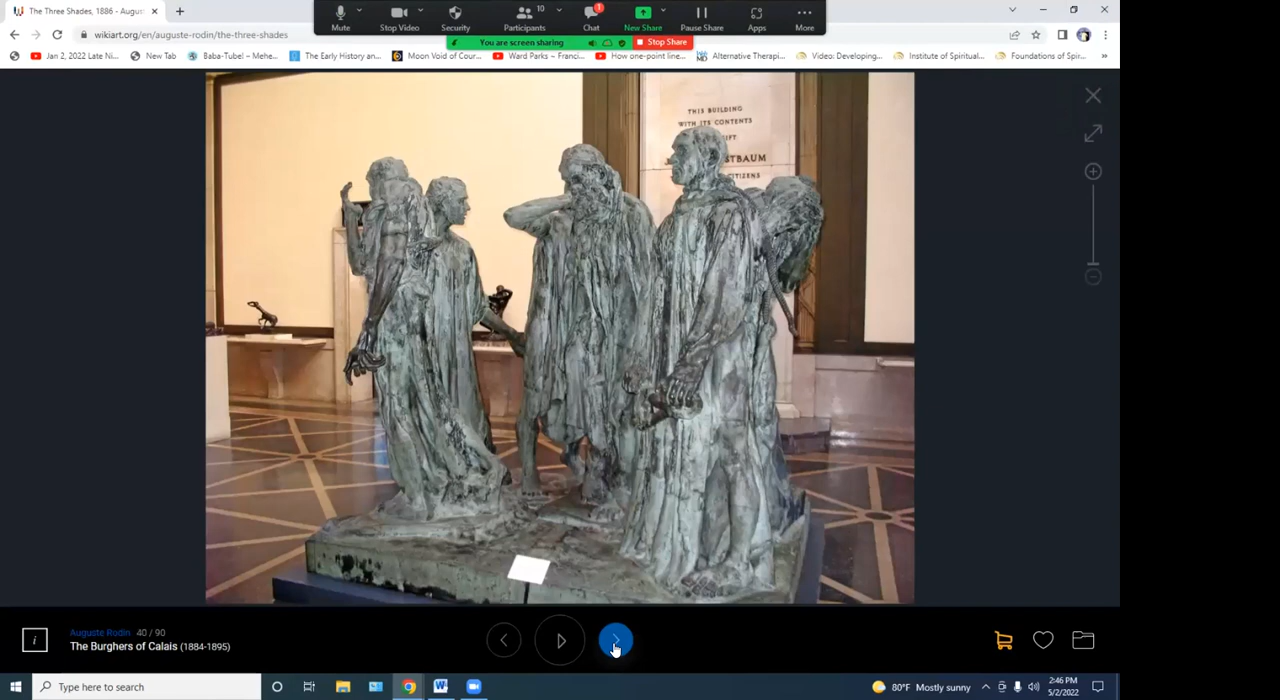 The Three Shades, 1886 - Augus
Mute
Stop Video
Security
10
Participants
1
Chat
New Share
Pause Share
Apps
More
You are screen sharing
Stop Share
wikiart.org/en/auguste-rodin/the-three-shades
Jan 2, 2022 Late Ni...
New Tab
Baba-Tube! ~ Mehe...
The Early History an...
Moon Void of Cour...
Ward Parks ~ Franci...
How one-point line...
Alternative Therapi...
Video: Developing...
Institute of Spiritual...
Foundations of Spir...
THIS BUILDING
WITH ITS CONTENTS
STBAUM
CITIZENS
i
Auguste Rodin 40 / 90
The Burghers of Calais (1884-1895)
Type here to search
80°F Mostly sunny
2:46 PM
5/2/2022